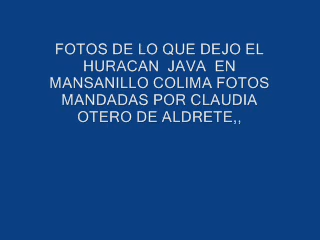 FOTOS DE LO QUE DEJO EL
HURACAN  JAVA  EN
MANSANILLO COLIMA FOTOS
MANDADAS POR CLAUDIA
OTERO DE ALDRETE,,